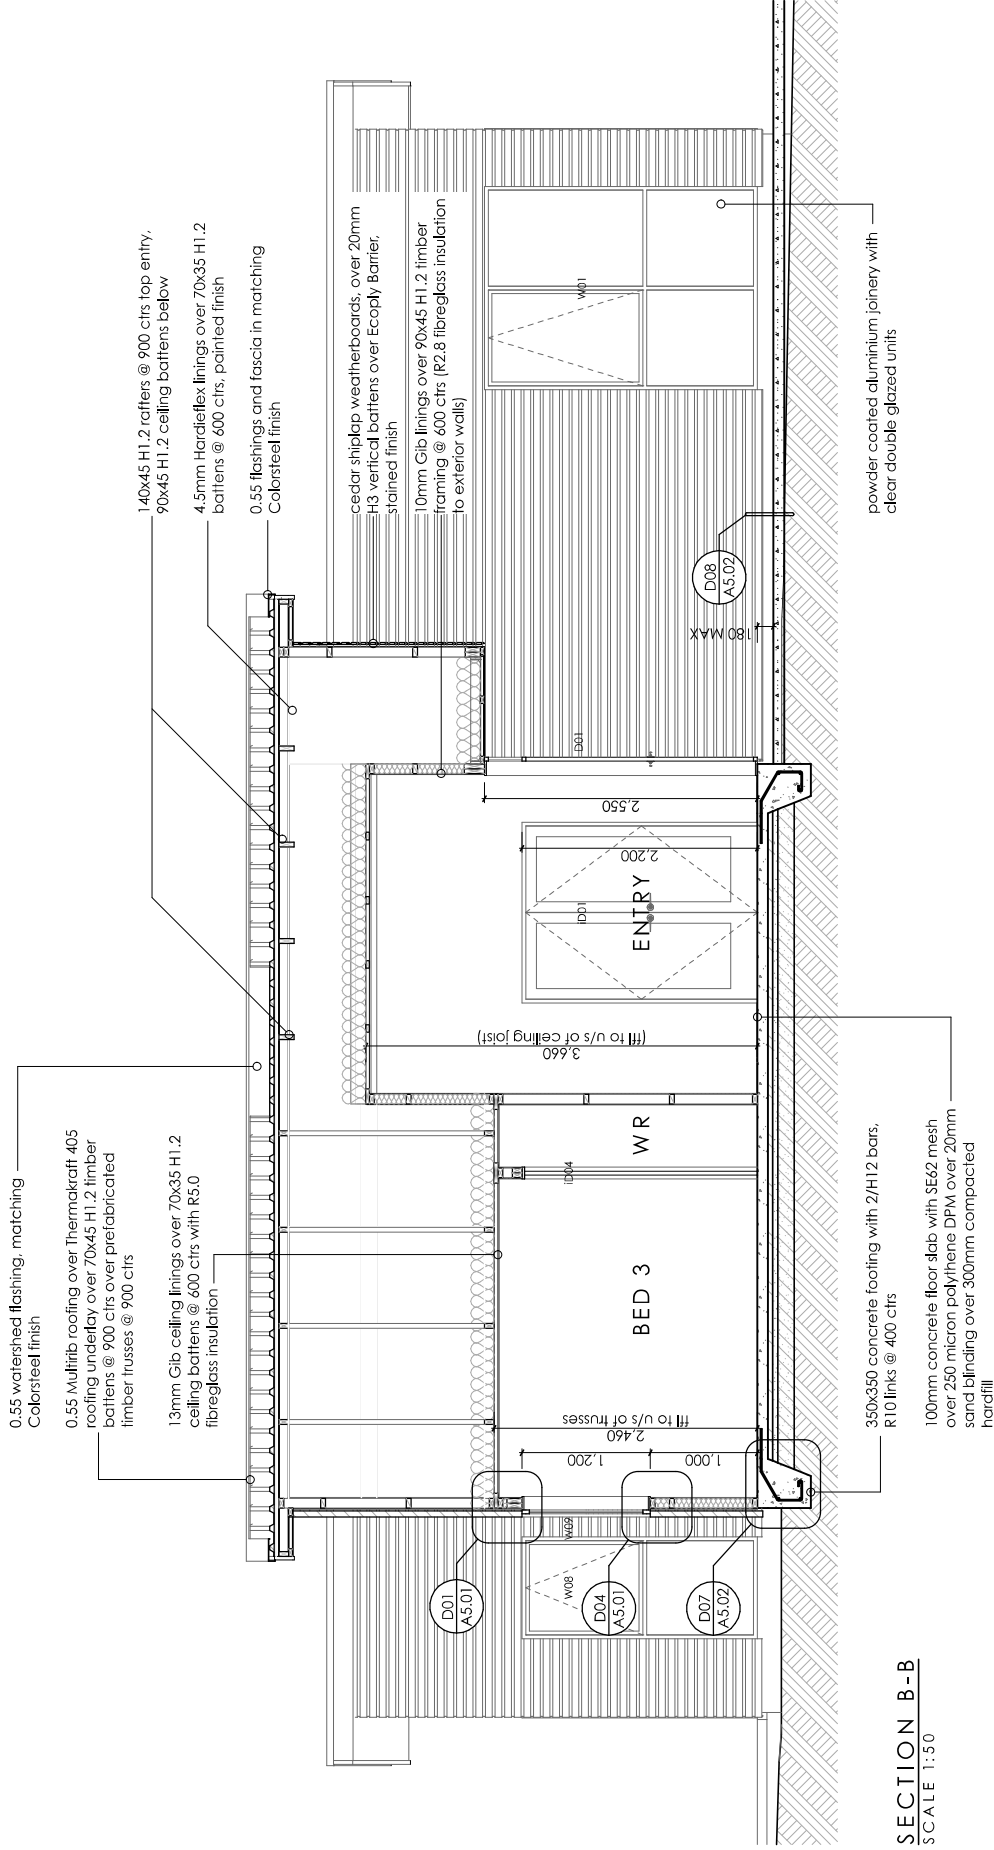 0.55 watershed flashing, matching
Colorsteel finish
0.55 Multirib roofing over Thermakraft 405
roofing underlay over 70x45 H1.2 timber
battens @ 900 ctrs over prefabricated
timber trusses @ 900 ctrs
13mm Gib ceiling linings over 70x35 H1.2
ceiling battens @ 600 ctrs with R5.0
fibreglass insulation
140x45 H1.2 rafters @ 900 ctrs top entry,
90x45 H1.2 ceiling battens below
4.5mm Hardieflex linings over 70x35 H1.2
battens @ 600 ctrs, painted finish
0.55 flashings and fascia in matching
Colorsteel finish
cedar shiplap weatherboards, over 20mm
H3 vertical battens over Ecoply Barrier,
stained finish
10mm Gib linings over 90x45 H1.2 timber
framing @ 600 ctrs (R2.8 fibreglass insulation
to exterior walls)
D01
A5.01
W08
W09
D04
A5.01
D07
A5.02
2,460
ffl to u/s of trusses
1,200
1,000
BED 3
iD04
WR
3,660
(ffl to u/s of ceiling joist)
ENTRY
iD01
2,200
2,550
D01
180 MAX
D08
A5.02
W01
350x350 concrete footing with 2/H12 bars,
R10 links @ 400 ctrs
100mm concrete floor slab with SE62 mesh
over 250 micron polythene DPM over 20mm
sand blinding over 300mm compacted
hardfill
powder coated aluminium joinery with
clear double glazed units
SECTION B-B
SCALE 1:50